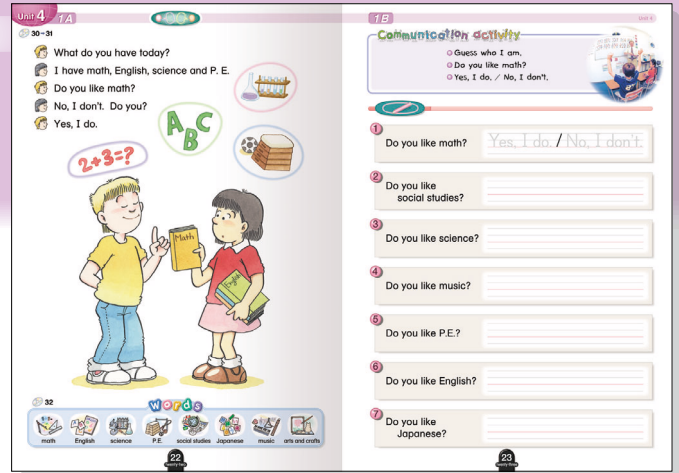 Unit 4 1A
30-31
What do you have today?
I have math, English, science and P. E.
Do you like math?
No, I don't. Do you?
Yes, I do.
A B C
2+3=?
Math
English
32
Words
math English science P.E. social studies Japanese music arts and crafts
22
twenty-two
1B
Unit 4
Communication activity
Guess who I am.
Do you like math?
Yes, I do. / No, I don't.
1
Do you like math? Yes, I do. / No, I don't.
2
Do you like
social studies?
3
Do you like science?
4
Do you like music?
5
Do you like P.E.?
6
Do you like English?
7
Do you like
Japanese?
23
twenty-three